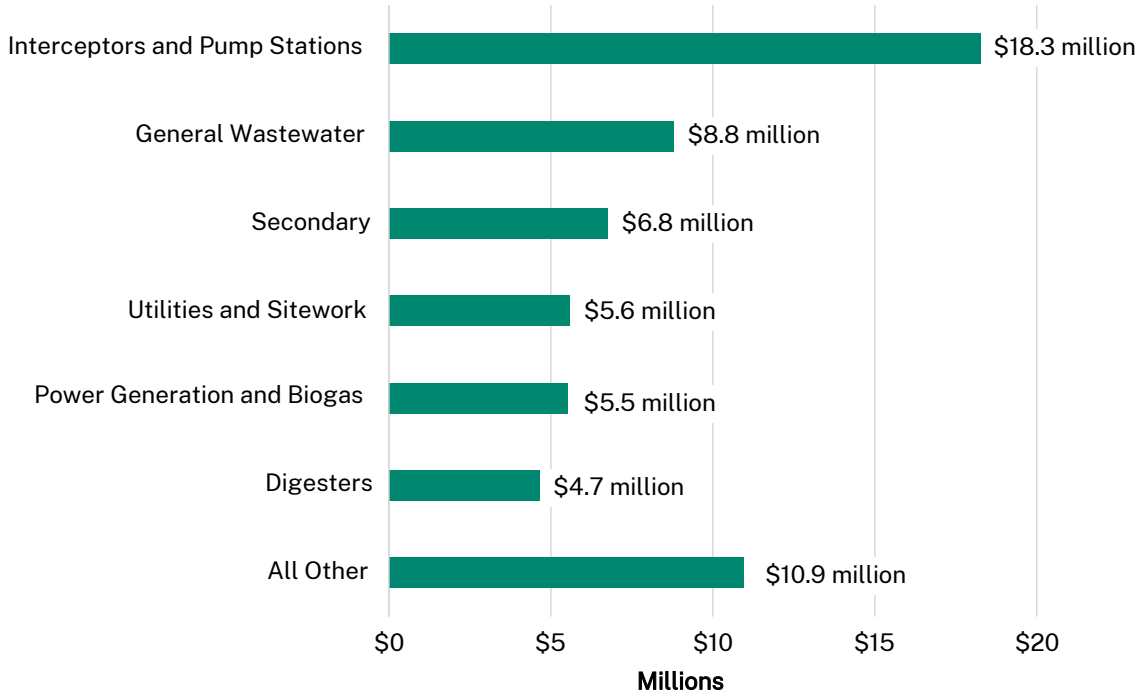 Interceptors and Pump Stations $18.3 million
General Wastewater $8.8 million
Secondary $6.8 million
Utilities and Sitework $5.6 million
Power Generation and Biogas $5.5 million
Digesters $4.7 million
All Other $10.9 million
$0 $5 $10 $15 $20
Millions